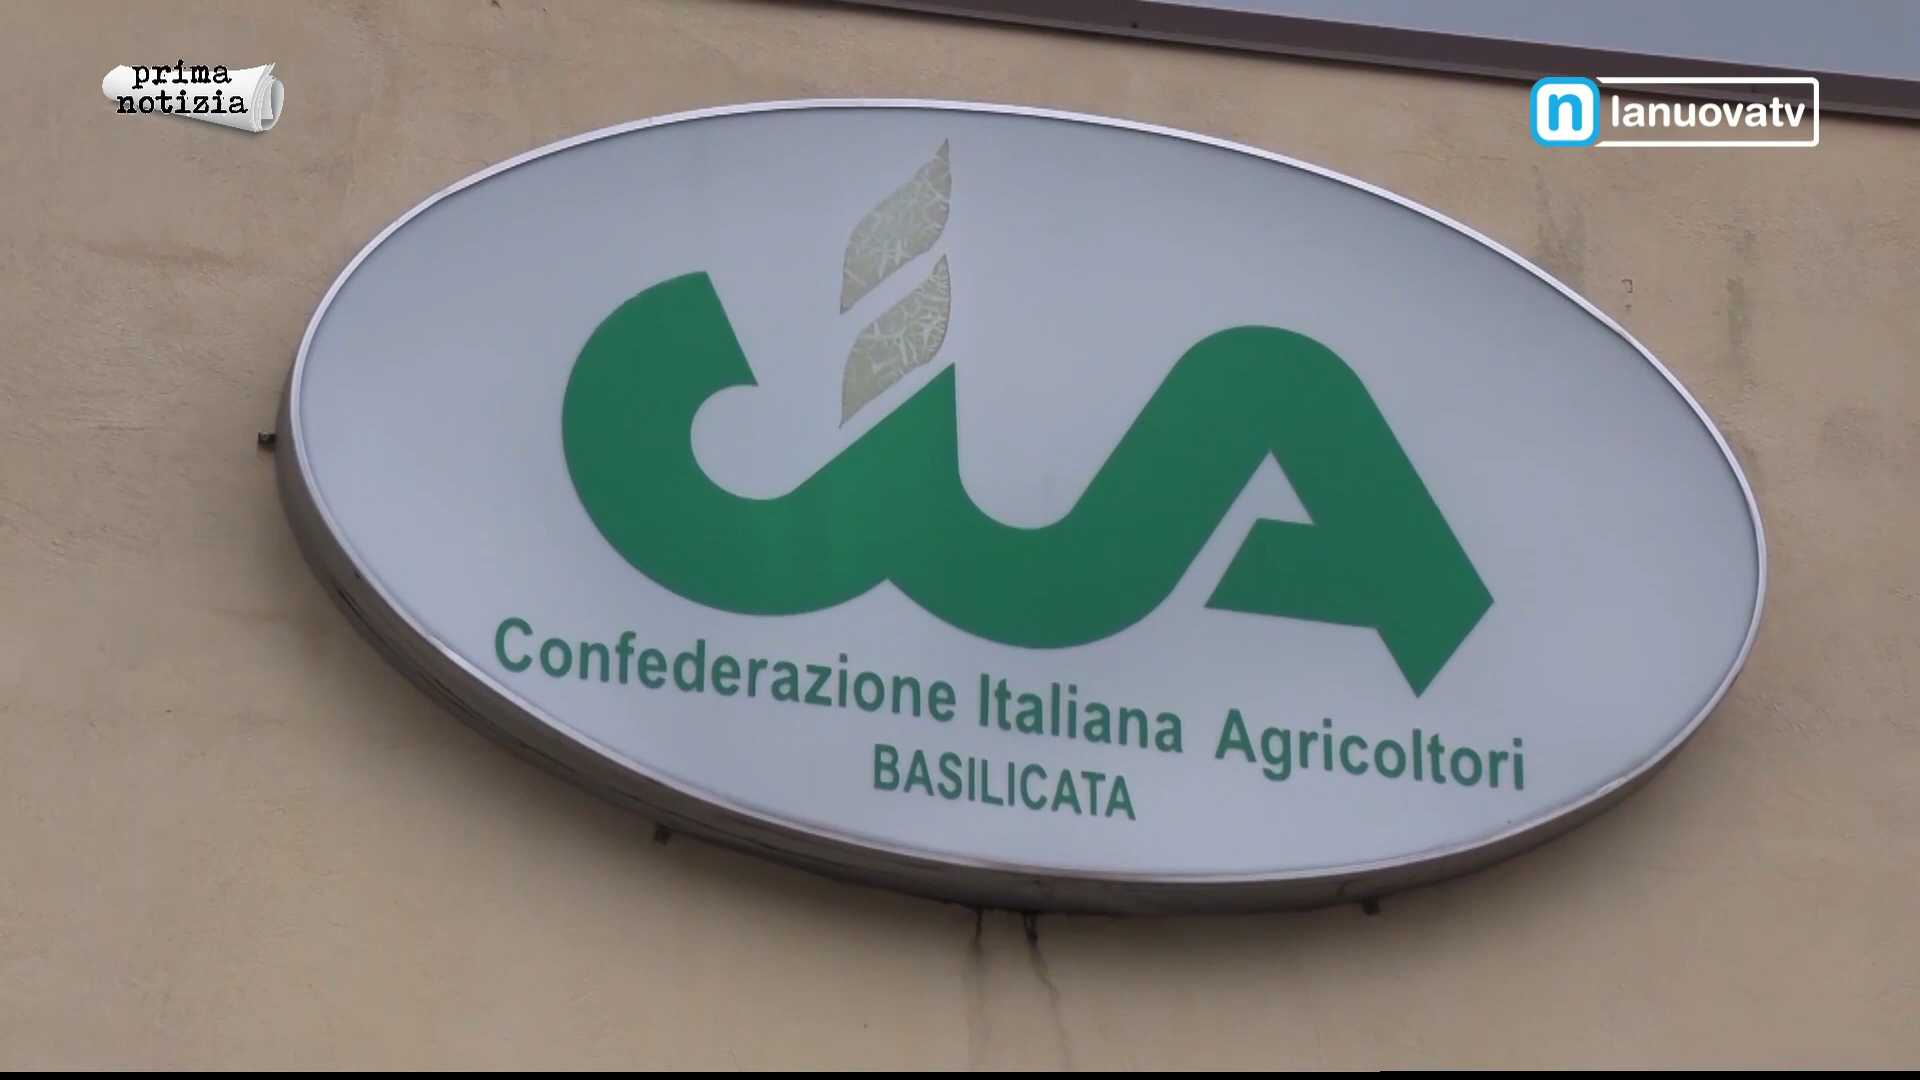 prima
notizia
n lanuovatv
CIA
Confederazione Italiana Agricoltori
BASILICATA